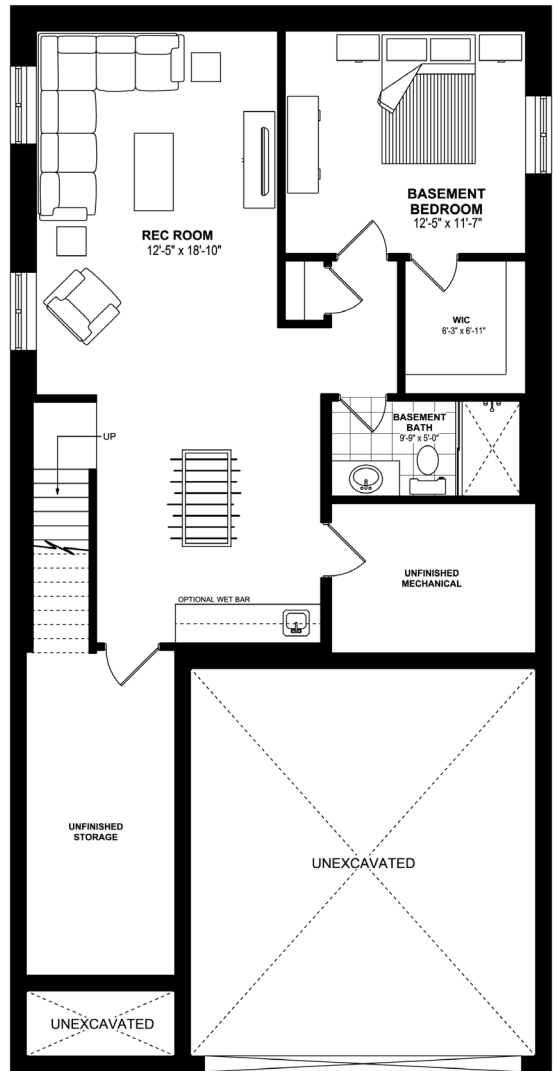 BASEMENT
BEDROOM
12'-5" x 11'-7"
REC ROOM
12'-5" x 18'-10"
WIC
6'-3" x 6'-11"
BASEMENT
BATH
9'-9" x 5'-0"
UP
UNFINISHED
MECHANICAL
OPTIONAL WET BAR
UNFINISHED
STORAGE
UNEXCAVATED
UNEXCAVATED